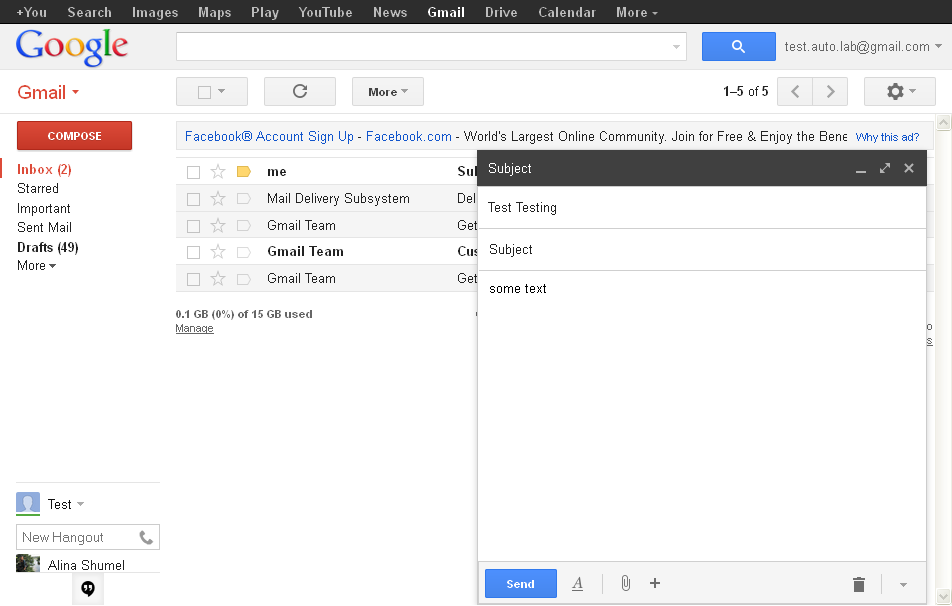 +You Search Images Maps Play YouTube News Gmail Drive Calendar More
Google
test.auto.lab@gmail.com
Gmail
More
1–5 of 5
COMPOSE
Facebook® Account Sign Up - Facebook.com - World's Largest Online Community. Join for Free & Enjoy the Bene Why this ad?
Inbox (2)
Starred
Important
Sent Mail
Drafts (49)
More
me
Mail Delivery Subsystem Del
Gmail Team Get
Gmail Team Cus
Gmail Team Get
0.1 GB (0%) of 15 GB used
Manage
Subject
Test Testing
Subject
some text
Send A
Test
New Hangout
Alina Shumel